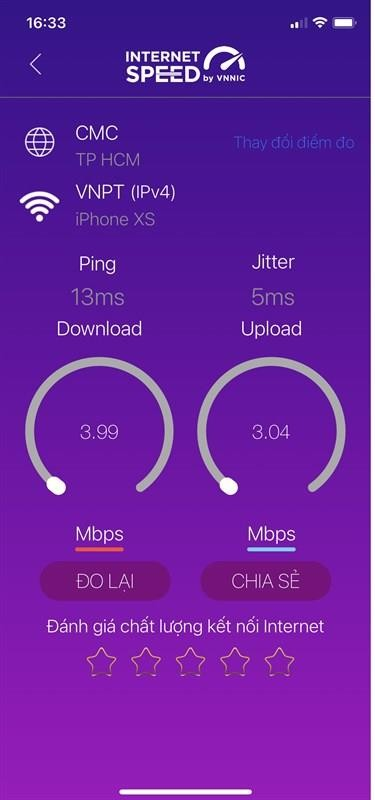 16:33
INTERNET
SPEED by VNNIC
CMC
TP HCM
Thay đổi điểm đo
VNPT (IPv4)
iPhone XS
Ping
Jitter
13ms
5ms
Download
Upload
3.99
3.04
Mbps
Mbps
ĐO LẠI
CHIA SẺ
Đánh giá chất lượng kết nối Internet